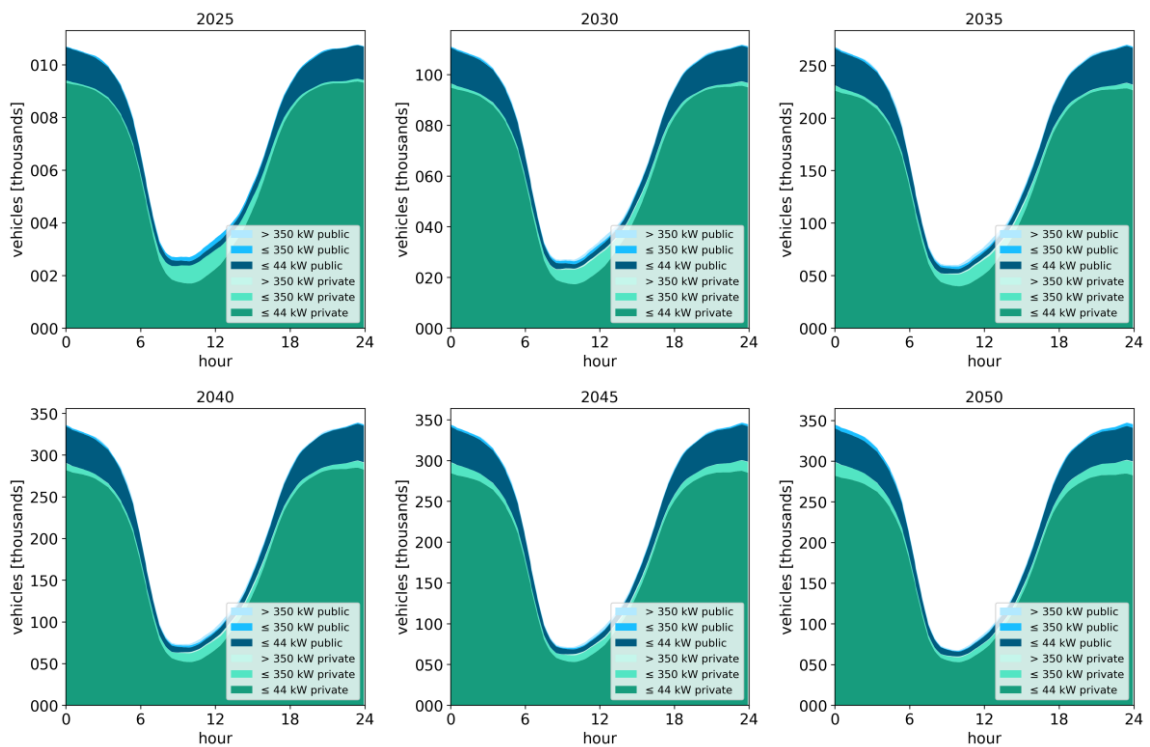 2025
2030
2035
vehicles [thousands]
010
008
006
004
002
000
> 350 kW public
≤ 350 kW public
≤ 44 kW public
> 350 kW private
≤ 350 kW private
≤ 44 kW private
0 6 12 18 24
hour
vehicles [thousands]
100
080
060
040
020
000
> 350 kW public
≤ 350 kW public
≤ 44 kW public
> 350 kW private
≤ 350 kW private
≤ 44 kW private
0 6 12 18 24
hour
vehicles [thousands]
250
200
150
100
050
000
> 350 kW public
≤ 350 kW public
≤ 44 kW public
> 350 kW private
≤ 350 kW private
≤ 44 kW private
0 6 12 18 24
hour
2040
2045
2050
vehicles [thousands]
350
300
250
200
150
100
050
000
> 350 kW public
≤ 350 kW public
≤ 44 kW public
> 350 kW private
≤ 350 kW private
≤ 44 kW private
0 6 12 18 24
hour
vehicles [thousands]
350
300
250
200
150
100
050
000
> 350 kW public
≤ 350 kW public
≤ 44 kW public
> 350 kW private
≤ 350 kW private
≤ 44 kW private
0 6 12 18 24
hour
vehicles [thousands]
350
300
250
200
150
100
050
000
> 350 kW public
≤ 350 kW public
≤ 44 kW public
> 350 kW private
≤ 350 kW private
≤ 44 kW private
0 6 12 18 24
hour